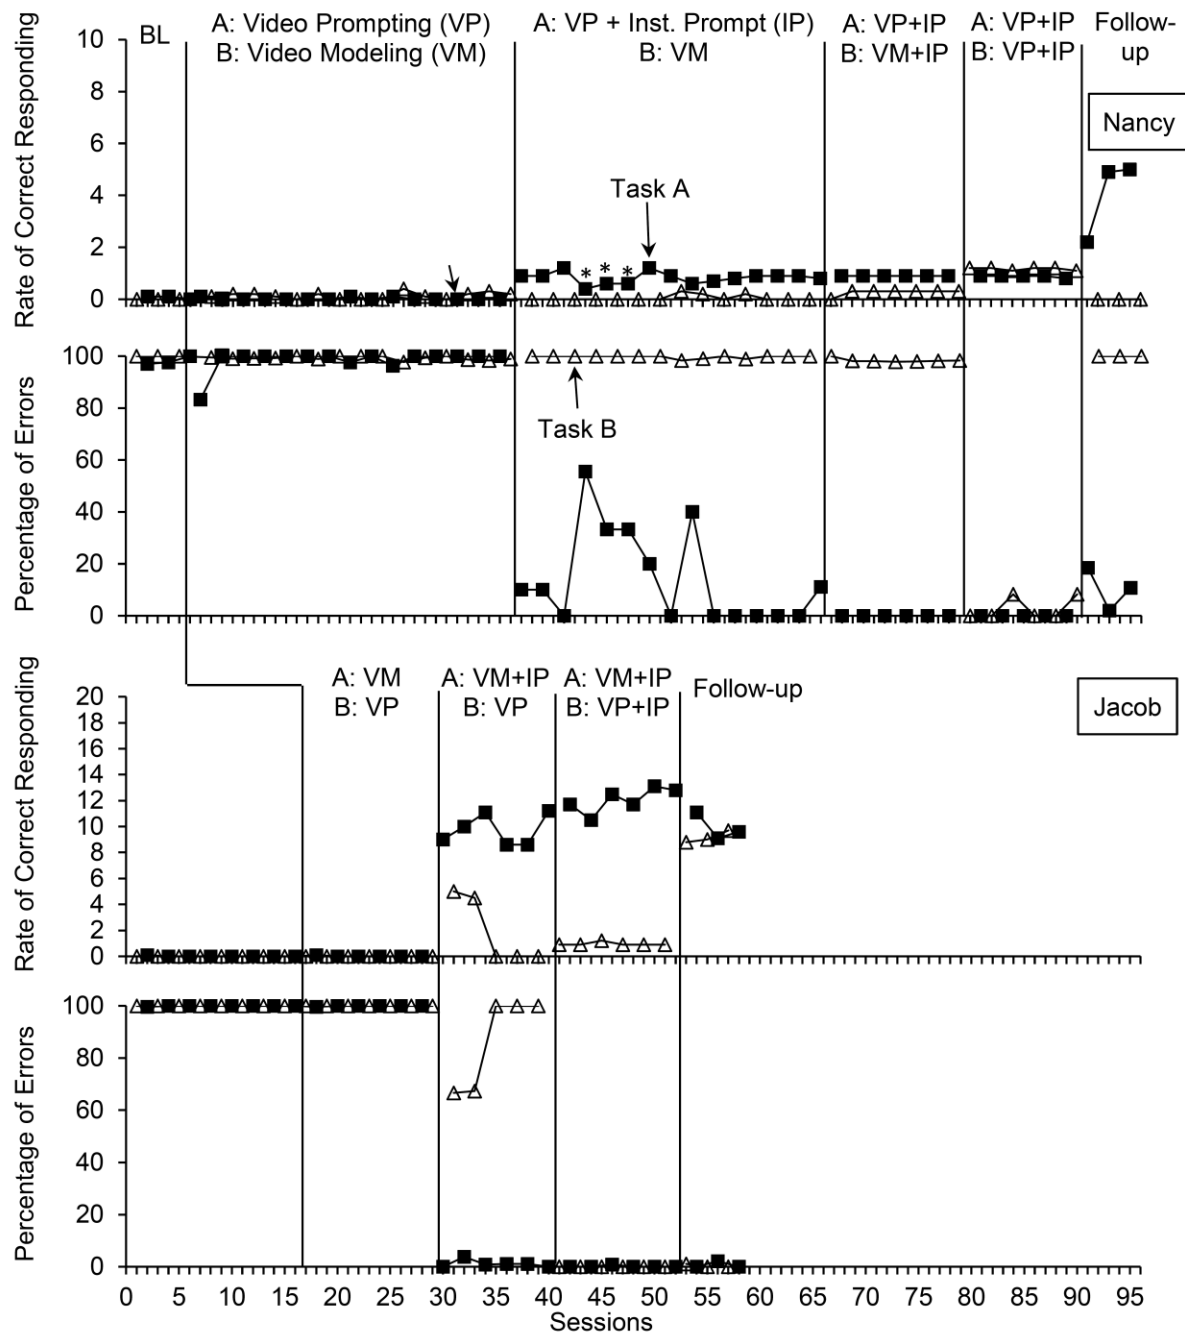 BL
A: Video Prompting (VP)
B: Video Modeling (VM)
A: VP + Inst. Prompt (IP)
B: VM
A: VP+IP
B: VM+IP
A: VP+IP
B: VP+IP
Follow-
up
Nancy
Rate of Correct Responding
10
8
6
4
2
0
Task A
* * *
Percentage of Errors
100
80
60
40
20
0
Task B
A: VM
B: VP
A: VM+IP
B: VP
A: VM+IP
B: VP+IP
Follow-up
Jacob
Rate of Correct Responding
20
18
16
14
12
10
8
6
4
2
0
Percentage of Errors
100
80
60
40
20
0
0 5 10 15 20 25 30 35 40 45 50 55 60 65 70 75 80 85 90 95
Sessions